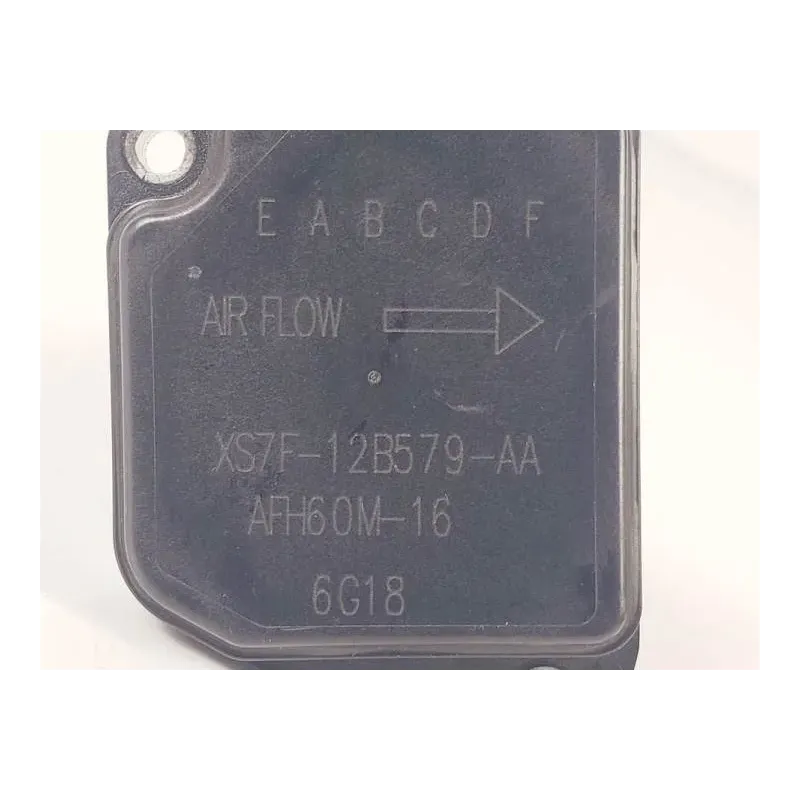 E A B C D F
AIR FLOW
XS7F-12B579-AA
AFH60M-16
6G18